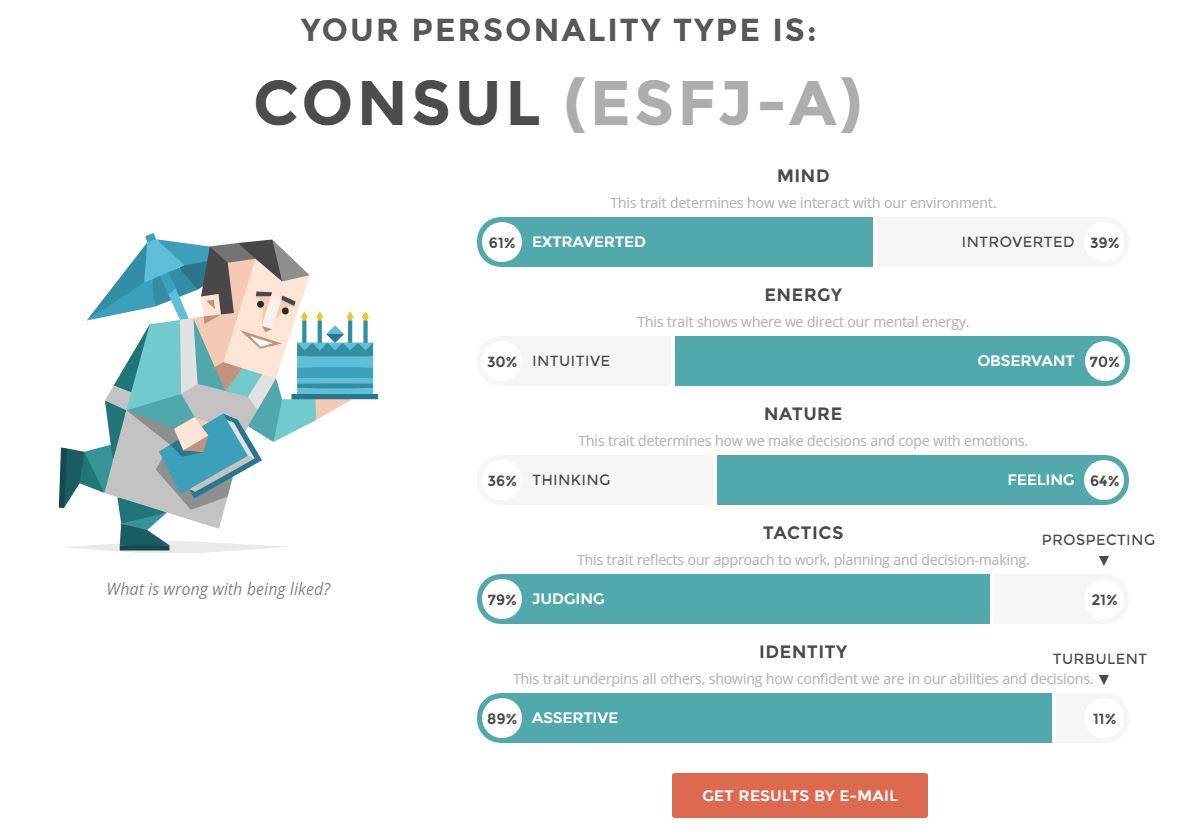 YOUR PERSONALITY TYPE IS:
CONSUL (ESFJ-A)
What is wrong with being liked?
MIND
This trait determines how we interact with our environment.
61% EXTRAVERTED INTROVERTED 39%
ENERGY
This trait shows where we direct our mental energy.
30% INTUITIVE OBSERVANT 70%
NATURE
This trait determines how we make decisions and cope with emotions.
36% THINKING FEELING 64%
TACTICS
PROSPECTING
This trait reflects our approach to work, planning and decision-making. ▼
79% JUDGING 21%
IDENTITY
TURBULENT
This trait underpins all others, showing how confident we are in our abilities and decisions. ▼
89% ASSERTIVE 11%
GET RESULTS BY E-MAIL